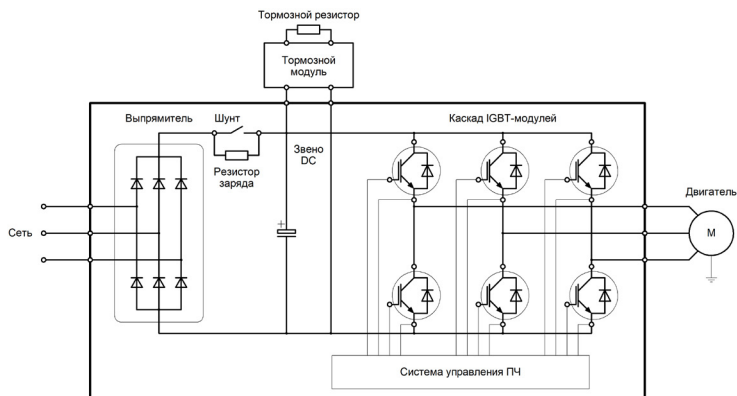 Тормозной резистор
Тормозной
модуль
Выпрямитель
Шунт
Каскад IGBT-модулей
Звено
DC
Резистор
заряда
Двигатель
Сеть
+
M
Система управления ПЧ